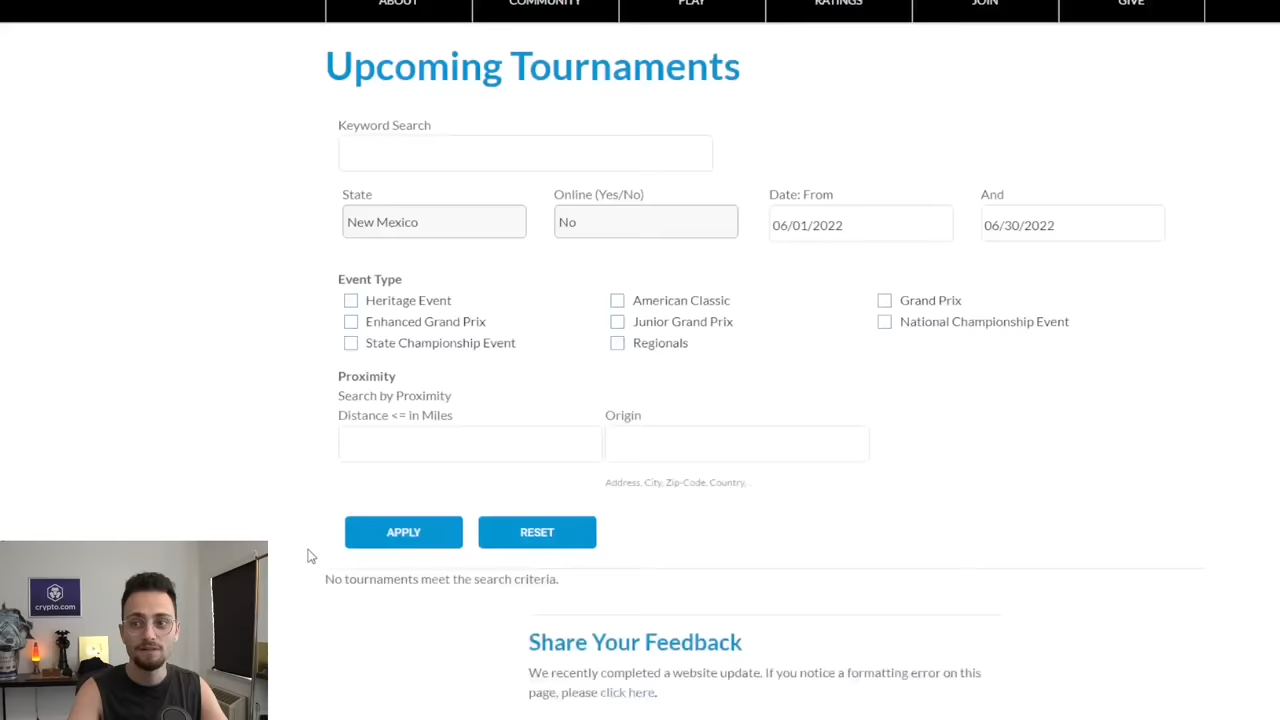 ABOUT COMMUNITY PLAY RATINGS JOIN GIVE
Upcoming Tournaments
Keyword Search
State Online (Yes/No) Date: From And
New Mexico No 06/01/2022 06/30/2022
Event Type
Heritage Event American Classic Grand Prix
Enhanced Grand Prix Junior Grand Prix National Championship Event
State Championship Event Regionals
Proximity
Search by Proximity
Distance <= in Miles Origin
Address, City, Zip-Code, Country, ..
APPLY RESET
No tournaments meet the search criteria.
crypto.com
Share Your Feedback
We recently completed a website update. If you notice a formatting error on this
page, please click here.